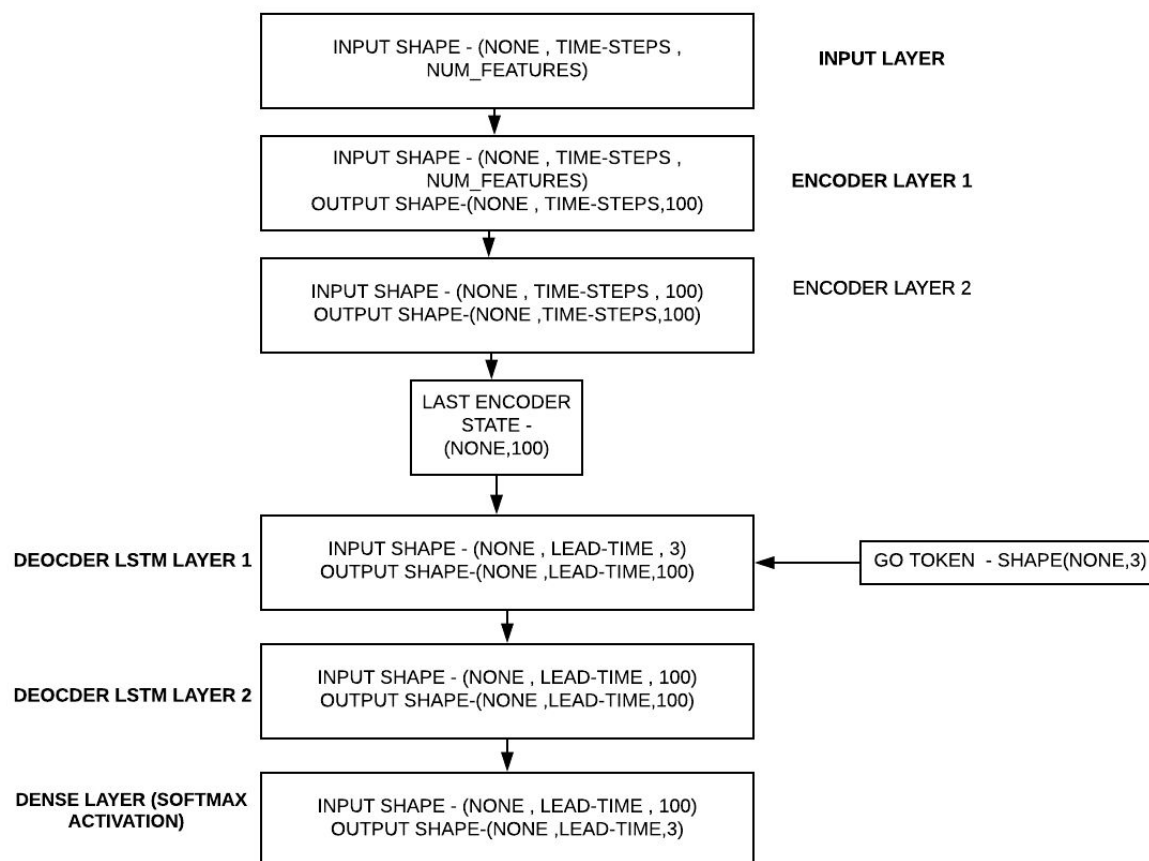 INPUT SHAPE - (NONE , TIME-STEPS ,
NUM_FEATURES)
INPUT LAYER
INPUT SHAPE - (NONE , TIME-STEPS ,
NUM_FEATURES)
OUTPUT SHAPE-(NONE , TIME-STEPS,100)
ENCODER LAYER 1
INPUT SHAPE - (NONE , TIME-STEPS , 100)
OUTPUT SHAPE-(NONE ,TIME-STEPS,100)
ENCODER LAYER 2
LAST ENCODER
STATE -
(NONE,100)
DEOCDER LSTM LAYER 1
INPUT SHAPE - (NONE , LEAD-TIME , 3)
OUTPUT SHAPE-(NONE ,LEAD-TIME,100)
GO TOKEN - SHAPE(NONE,3)
DEOCDER LSTM LAYER 2
INPUT SHAPE - (NONE , LEAD-TIME , 100)
OUTPUT SHAPE-(NONE ,LEAD-TIME,100)
DENSE LAYER (SOFTMAX
ACTIVATION)
INPUT SHAPE - (NONE , LEAD-TIME , 100)
OUTPUT SHAPE-(NONE ,LEAD-TIME,3)